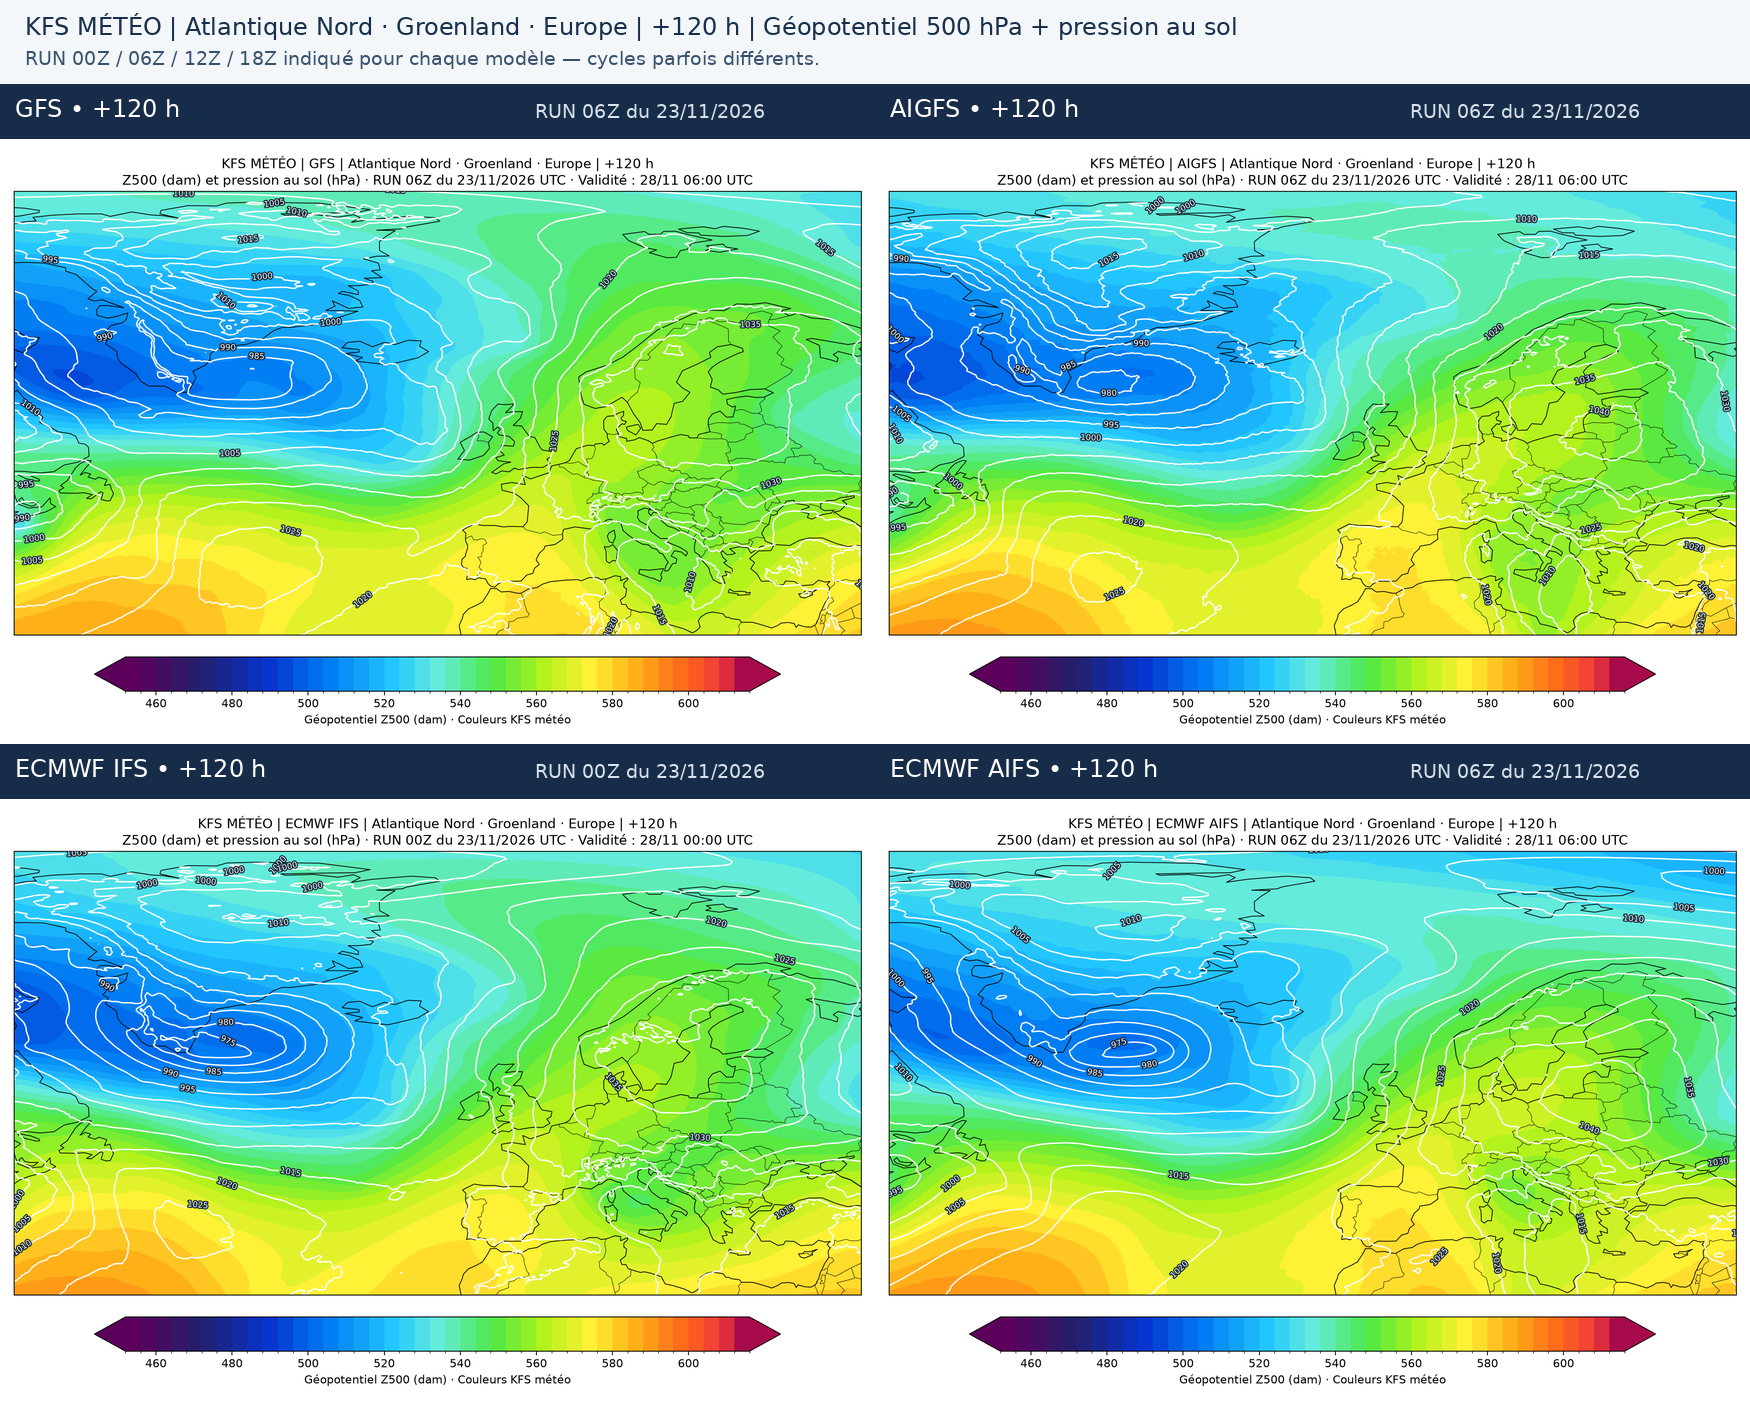 KFS MÉTÉO | Atlantique Nord · Groenland · Europe | +120 h | Géopotentiel 500 hPa + pression au sol
RUN 00Z / 06Z / 12Z / 18Z indiqué pour chaque modèle — cycles parfois différents.
GFS • +120 h
RUN 06Z du 23/11/2026
AIGFS • +120 h
RUN 06Z du 23/11/2026
KFS MÉTÉO | GFS | Atlantique Nord · Groenland · Europe | +120 h
Z500 (dam) et pression au sol (hPa) · RUN 06Z du 23/11/2026 UTC · Validité : 28/11 06:00 UTC
KFS MÉTÉO | AIGFS | Atlantique Nord · Groenland · Europe | +120 h
Z500 (dam) et pression au sol (hPa) · RUN 06Z du 23/11/2026 UTC · Validité : 28/11 06:00 UTC
460 480 500 520 540 560 580 600
Géopotentiel Z500 (dam) · Couleurs KFS météo
460 480 500 520 540 560 580 600
Géopotentiel Z500 (dam) · Couleurs KFS météo
ECMWF IFS • +120 h
RUN 00Z du 23/11/2026
ECMWF AIFS • +120 h
RUN 06Z du 23/11/2026
KFS MÉTÉO | ECMWF IFS | Atlantique Nord · Groenland · Europe | +120 h
Z500 (dam) et pression au sol (hPa) · RUN 00Z du 23/11/2026 UTC · Validité : 28/11 00:00 UTC
KFS MÉTÉO | ECMWF AIFS | Atlantique Nord · Groenland · Europe | +120 h
Z500 (dam) et pression au sol (hPa) · RUN 06Z du 23/11/2026 UTC · Validité : 28/11 06:00 UTC
460 480 500 520 540 560 580 600
Géopotentiel Z500 (dam) · Couleurs KFS météo
460 480 500 520 540 560 580 600
Géopotentiel Z500 (dam) · Couleurs KFS météo